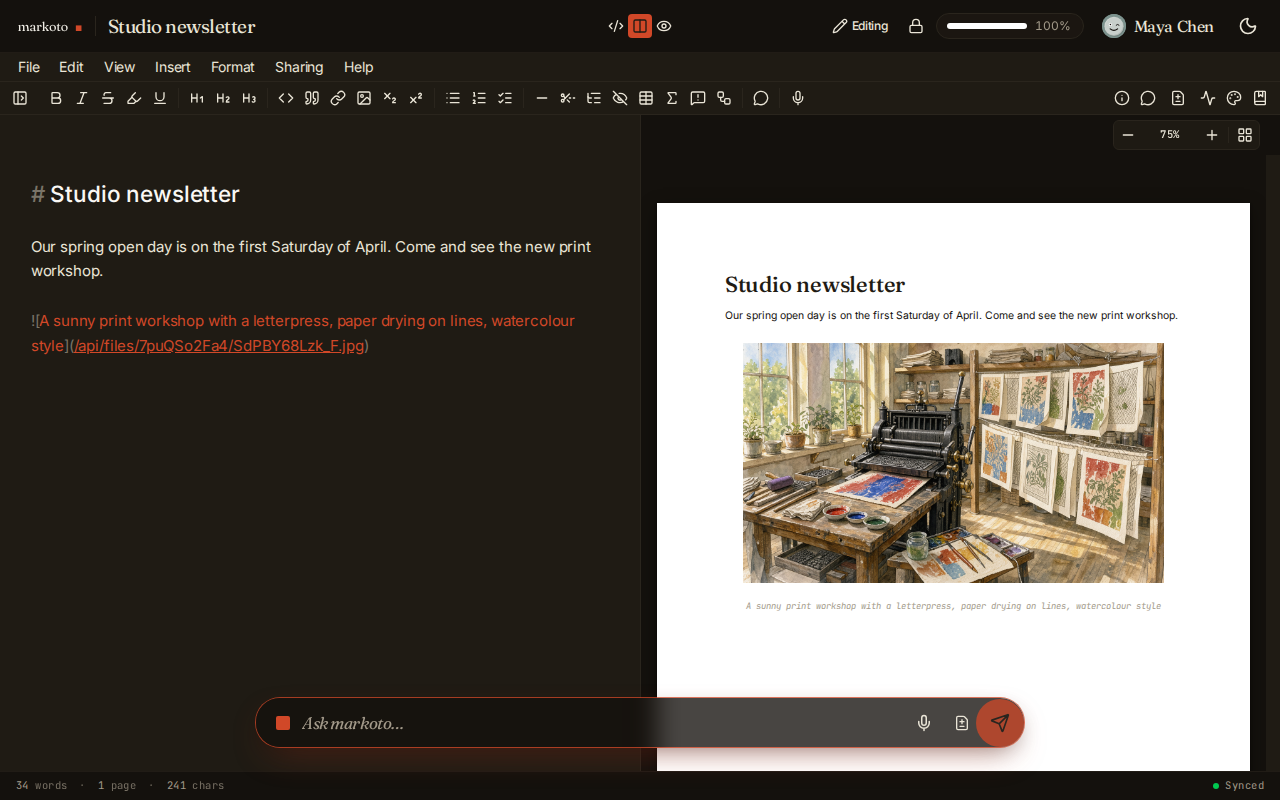 markoto
Studio newsletter
Editing
100%
Maya Chen
File Edit View Insert Format Sharing Help
B I S U H1 H2 H3 X2 x2 Σ
75%
# Studio newsletter
Our spring open day is on the first Saturday of April. Come and see the new print
workshop.
![A sunny print workshop with a letterpress, paper drying on lines, watercolour
style](/api/files/7puQSo2Fa4/SdPBY68Lzk_F.jpg)
Studio newsletter
Our spring open day is on the first Saturday of April. Come and see the new print workshop.
A sunny print workshop with a letterpress, paper drying on lines, watercolour style
Ask markoto...
34 words · 1 page · 241 chars
Synced